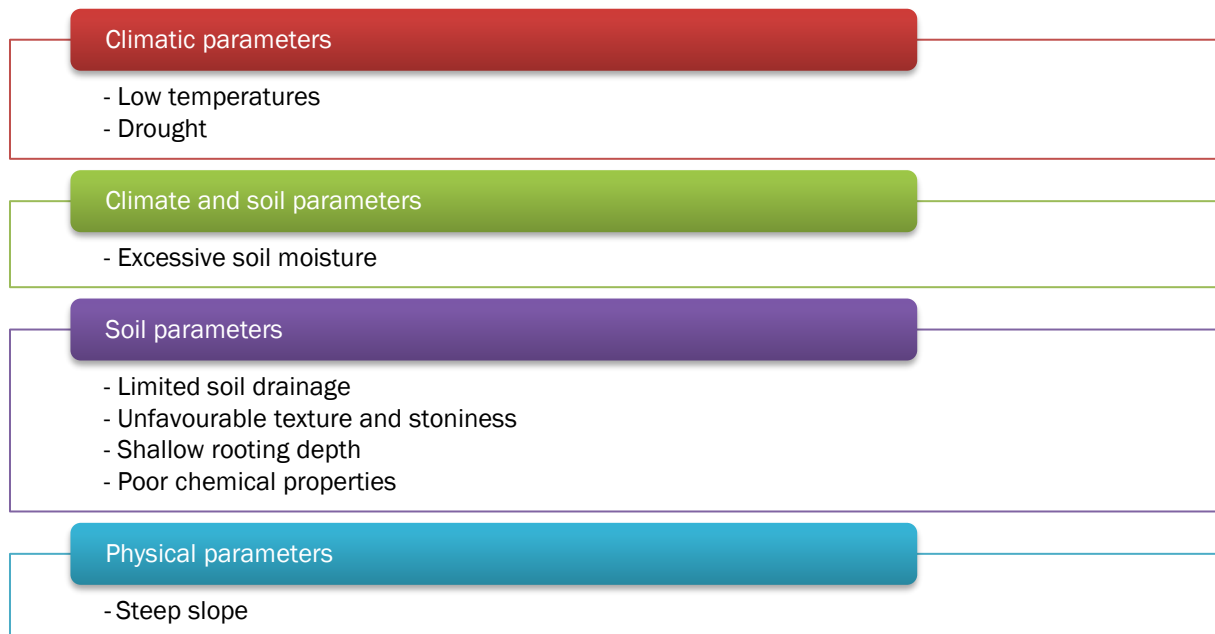 Climatic parameters
- Low temperatures
- Drought
Climate and soil parameters
- Excessive soil moisture
Soil parameters
- Limited soil drainage
- Unfavourable texture and stoniness
- Shallow rooting depth
- Poor chemical properties
Physical parameters
- Steep slope